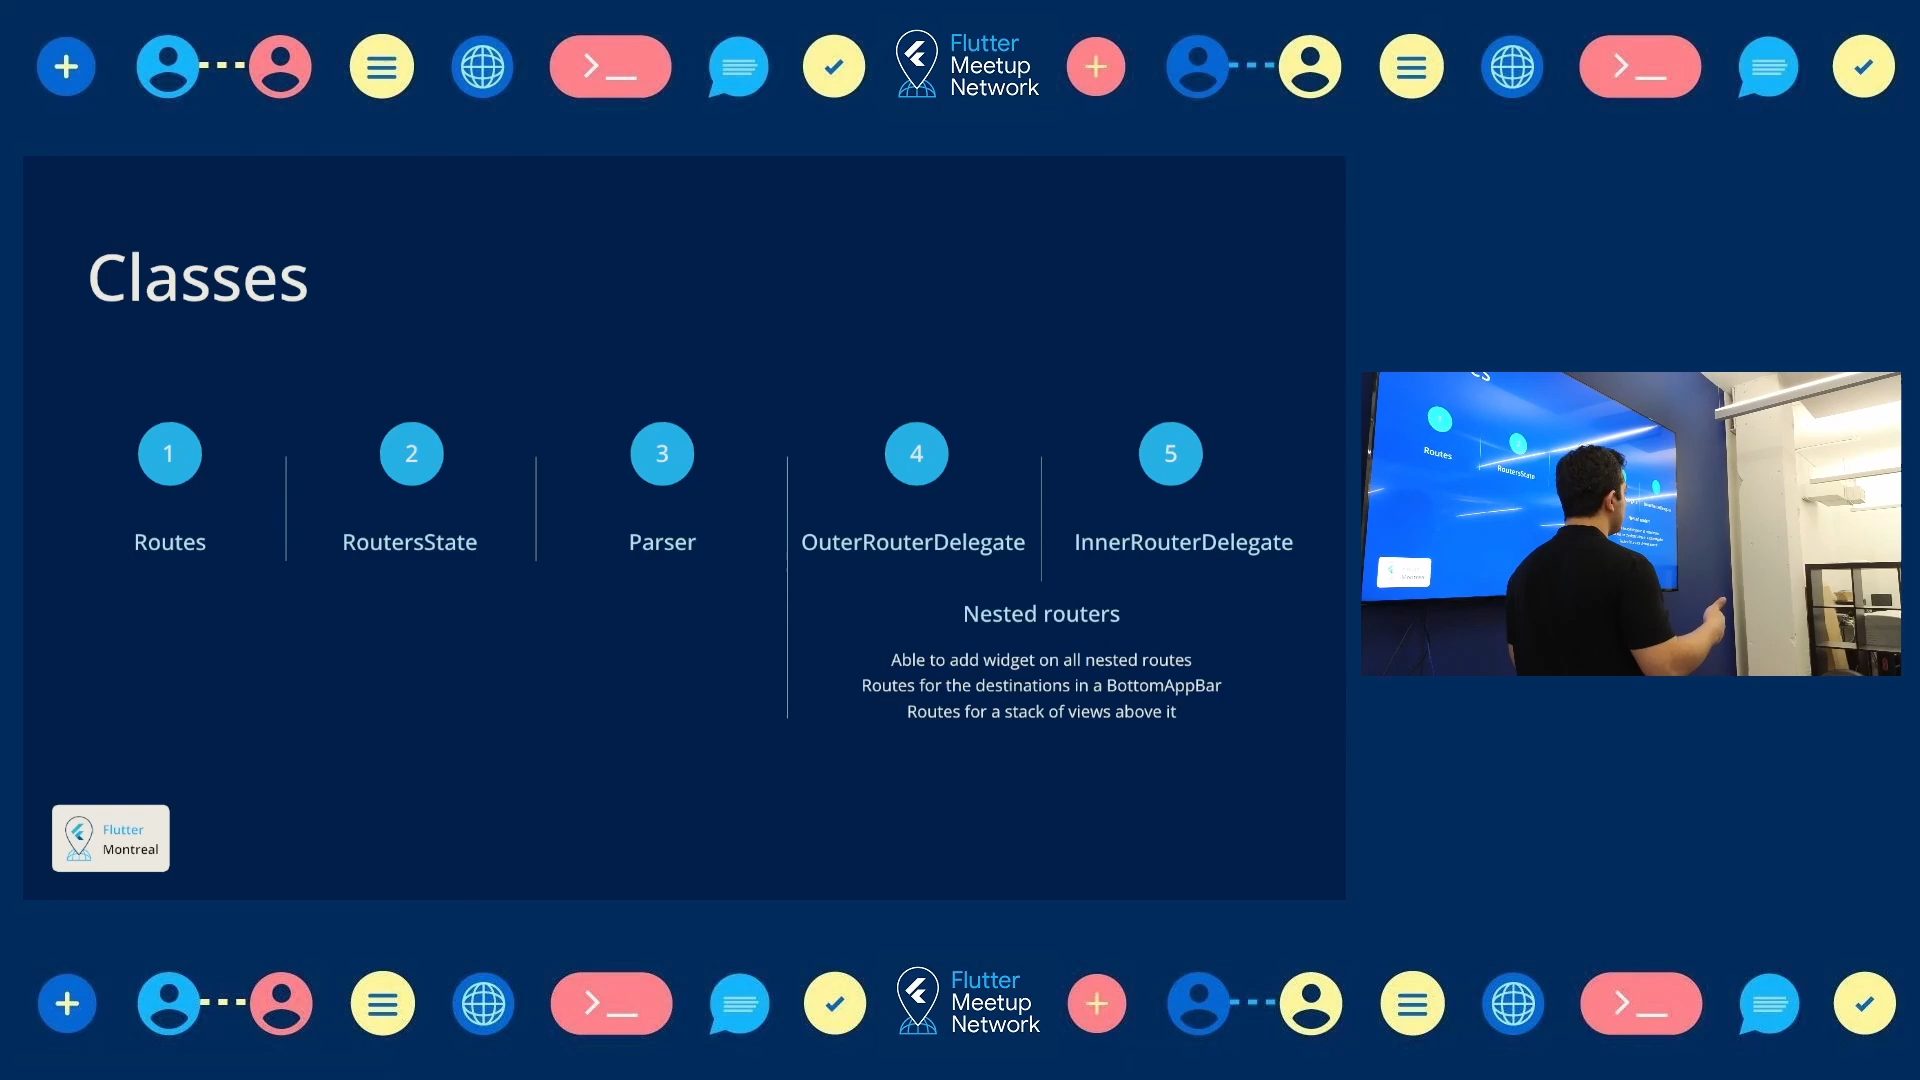 Flutter
Meetup
Network
Classes
1
2
3
4
5
Routes
RoutersState
Parser
OuterRouterDelegate
InnerRouterDelegate
Nested routers
Able to add widget on all nested routes
Routes for the destinations in a BottomAppBar
Routes for a stack of views above it
Flutter
Montreal
Routes
RoutersState
Flutter
Meetup
Network